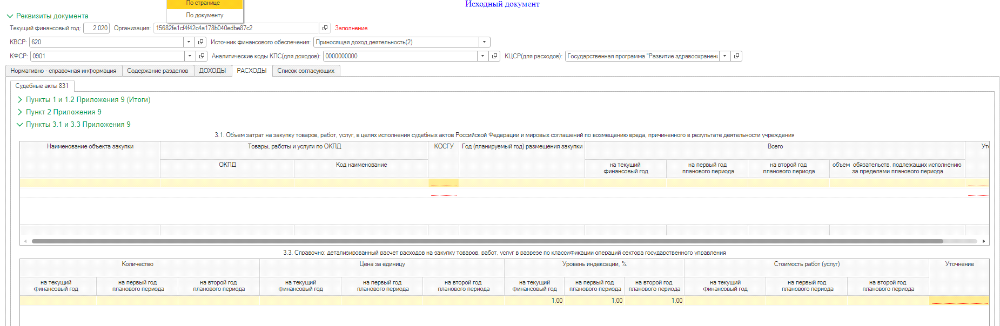 По странице
Исходный документ
По документу
Реквизиты документа
Текущий финансовый год: 2 020 Организация: 15682fe1cf4f42c4a178b040edbe87c2 Заполнение
КВСР: 620 Источник финансового обеспечения: Приносящая доход деятельность(2)
КФСР: 0901 Аналитические коды КПС(для доходов): 0000000000 КЦСР(для расходов): Государственная программа "Развитие здравоохранени
Нормативно - справочная информация Содержание разделов ДОХОДЫ РАСХОДЫ Список согласующих
Судебные акты 831
Пункты 1 и 1.2 Приложения 9 (Итоги)
Пункт 2 Приложения 9
Пункты 3.1 и 3.3 Приложения 9
3.1. Объем затрат на закупку товаров, работ, услуг, в целях исполнения судебных актов Российской Федерации и мировых соглашений по возмещению вреда, причиненного в результате деятельности учреждения
Наименование объекта закупки Товары, работы и услуги по ОКПД КОСГУ Год (планируемый год) размещения закупки Всего Уто
ОКПД Код наименование на текущий на первый год на второй год объем обязательств, подлежащих исполнению
финансовый год планового периода планового периода за пределами планового периода
3.3. Справочно: детализированный расчет расходов на закупку товаров, работ, услуг в разрезе по классификации операций сектора государственного управления
Количество Цена за единицу Уровень индексации, % Стоимость работ (услуг) Уточнение
на текущий на первый год на второй год на текущий на первый год на второй год на текущий на первый год на второй год на текущий на первый год на второй год
финансовый год планового периода планового периода финансовый год планового периода планового периода финансовый год планового периода планового периода финансовый год планового периода планового периода
1,00 1,00 1,00